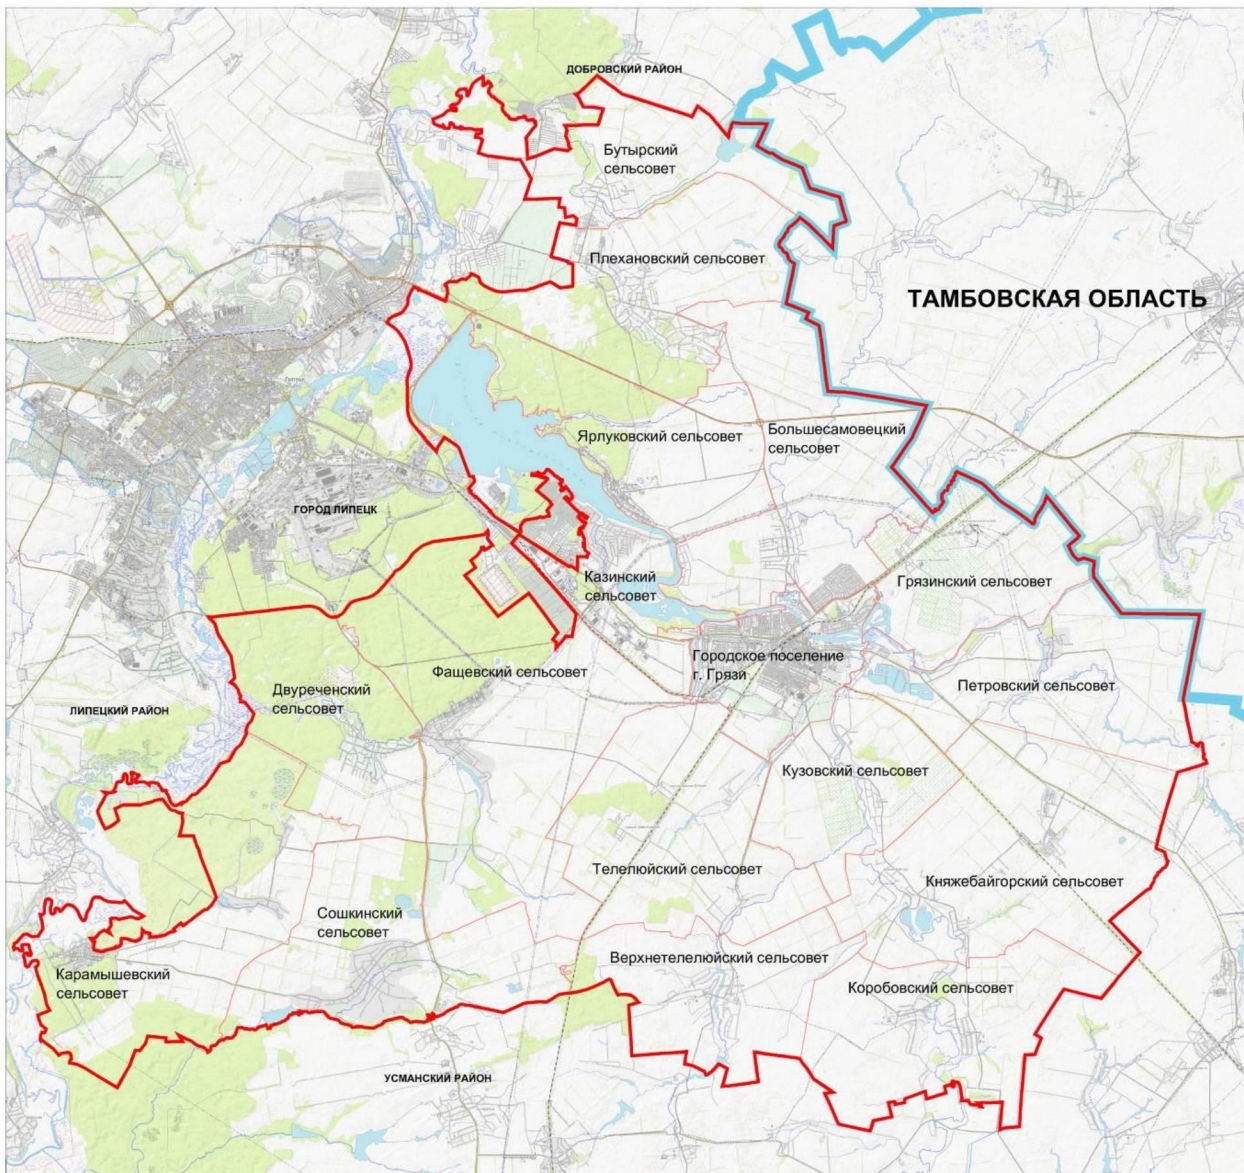 ДОБРОВСКИЙ РАЙОН
Бутырский
сельсовет
Плехановский сельсовет
ТАМБОВСКАЯ ОБЛАСТЬ
Липецк
Ярлуковский сельсовет
Большесамовецкий
сельсовет
ГОРОД ЛИПЕЦК
Казинский
сельсовет
Грязинский сельсовет
Городское поселение
г. Грязи
Фащевский сельсовет
Двуреченский
сельсовет
Петровский сельсовет
ЛИПЕЦКИЙ РАЙОН
Кузовский сельсовет
Телелюйский сельсовет
Княжебайгорский сельсовет
Сошкинский
сельсовет
Верхнетелелюйский сельсовет
Карамышевский
сельсовет
Коробовский сельсовет
УСМАНСКИЙ РАЙОН